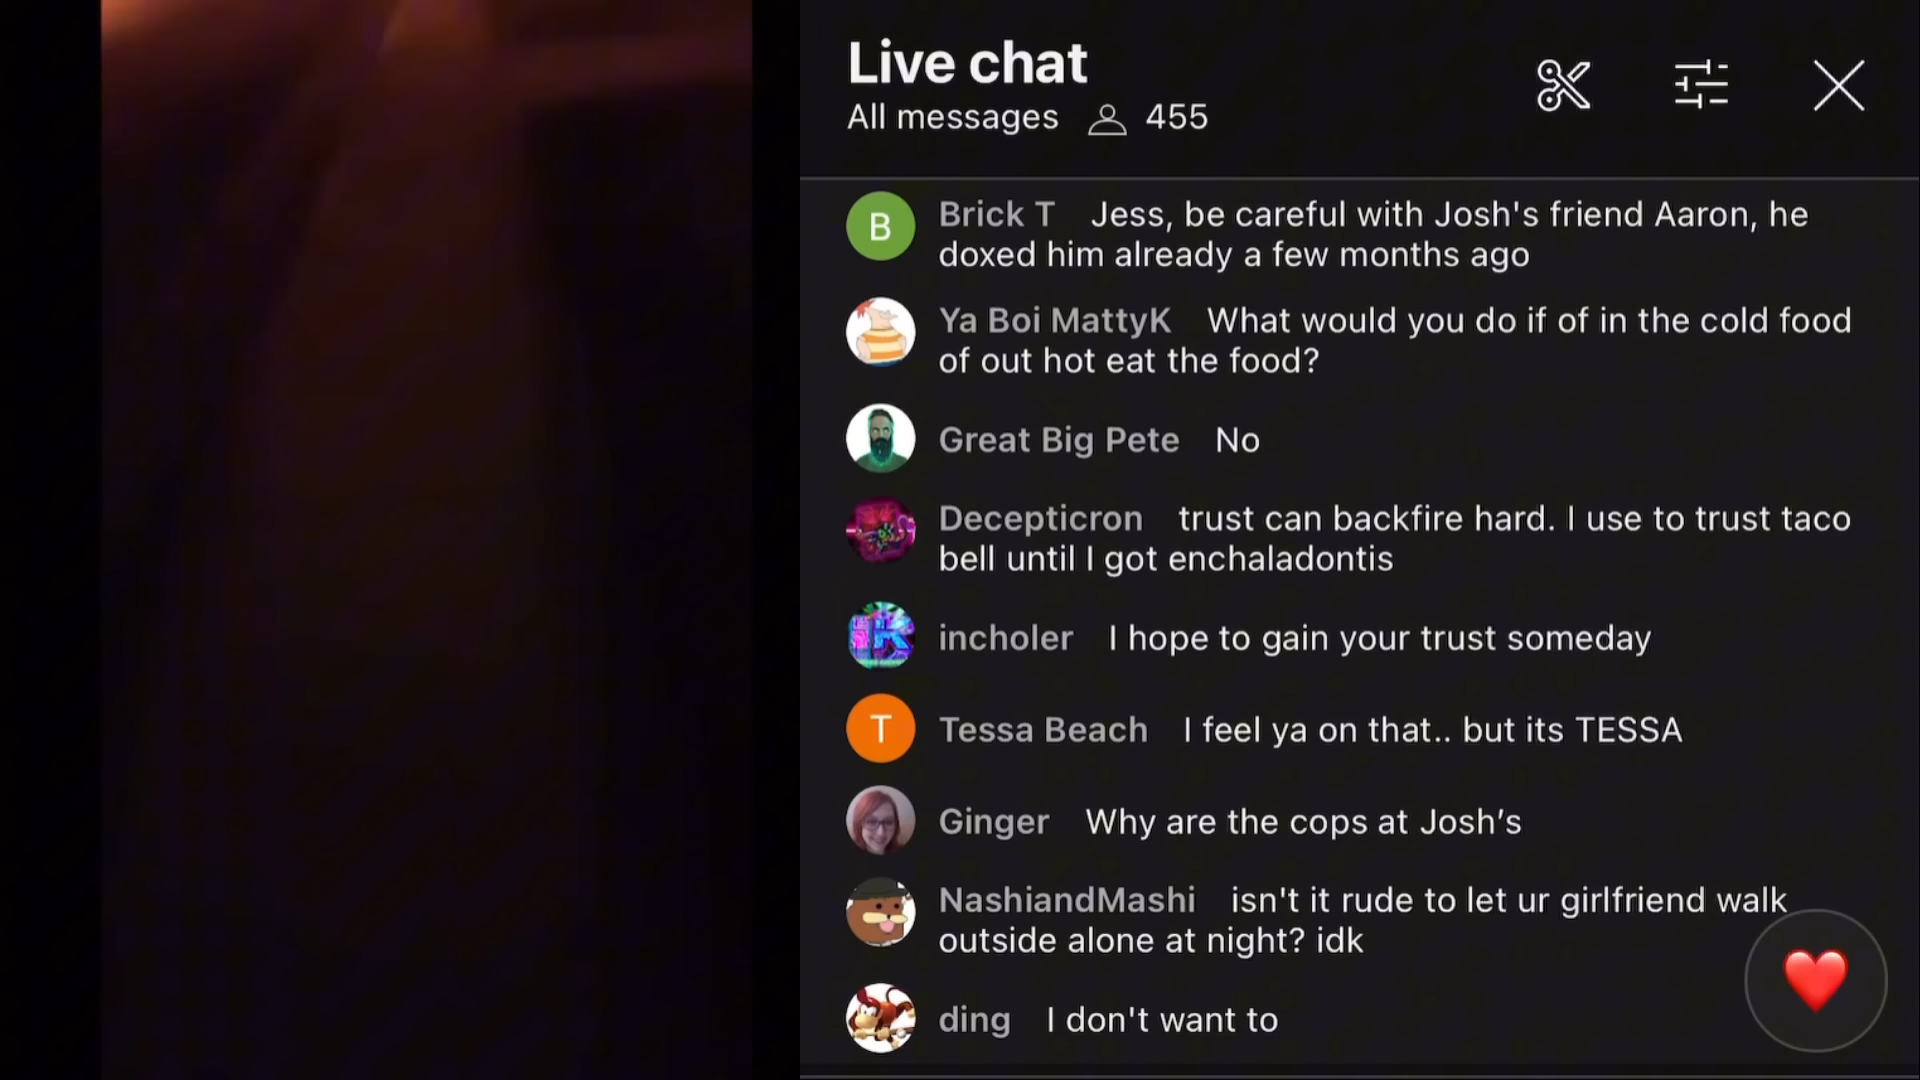 Live chat
All messages 455
B Brick T Jess, be careful with Josh's friend Aaron, he
doxed him already a few months ago
Ya Boi MattyK What would you do if of in the cold food
of out hot eat the food?
Great Big Pete No
Decepticron trust can backfire hard. I use to trust taco
bell until I got enchaladontis
incholer I hope to gain your trust someday
T Tessa Beach I feel ya on that.. but its TESSA
Ginger Why are the cops at Josh’s
NashiandMashi isn't it rude to let ur girlfriend walk
outside alone at night? idk
ding I don't want to